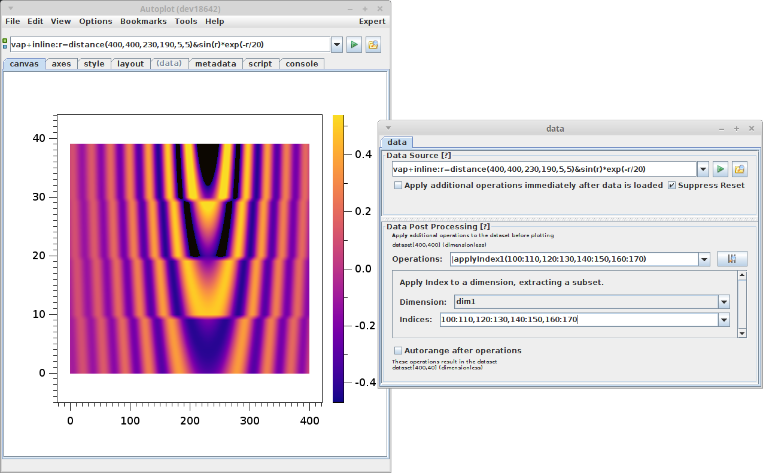 Autoplot (dev18642)
File Edit View Options Bookmarks Tools Help Expert
vap+inline:r=distance(400,400,230,190,5,5)&sin(r)*exp(-r/20)
canvas axes style layout (data) metadata script console
40
30
20
10
0
0 100 200 300 400
0.4
0.2
0.0
-0.2
-0.4
data
data
Data Source [?]
vap+inline:r=distance(400,400,230,190,5,5)&sin(r)*exp(-r/20)
Apply additional operations immediately after data is loaded Suppress Reset
Data Post Processing [?]
Apply additional operations to the dataset before plotting
dataset[400,400] (dimensionless)
Operations: |applyIndex1(100:110,120:130,140:150,160:170)
Apply Index to a dimension, extracting a subset.
Dimension: dim1
Indices: 100:110,120:130,140:150,160:170
Autorange after operations
These operations result in the dataset
dataset[400,40] (dimensionless)